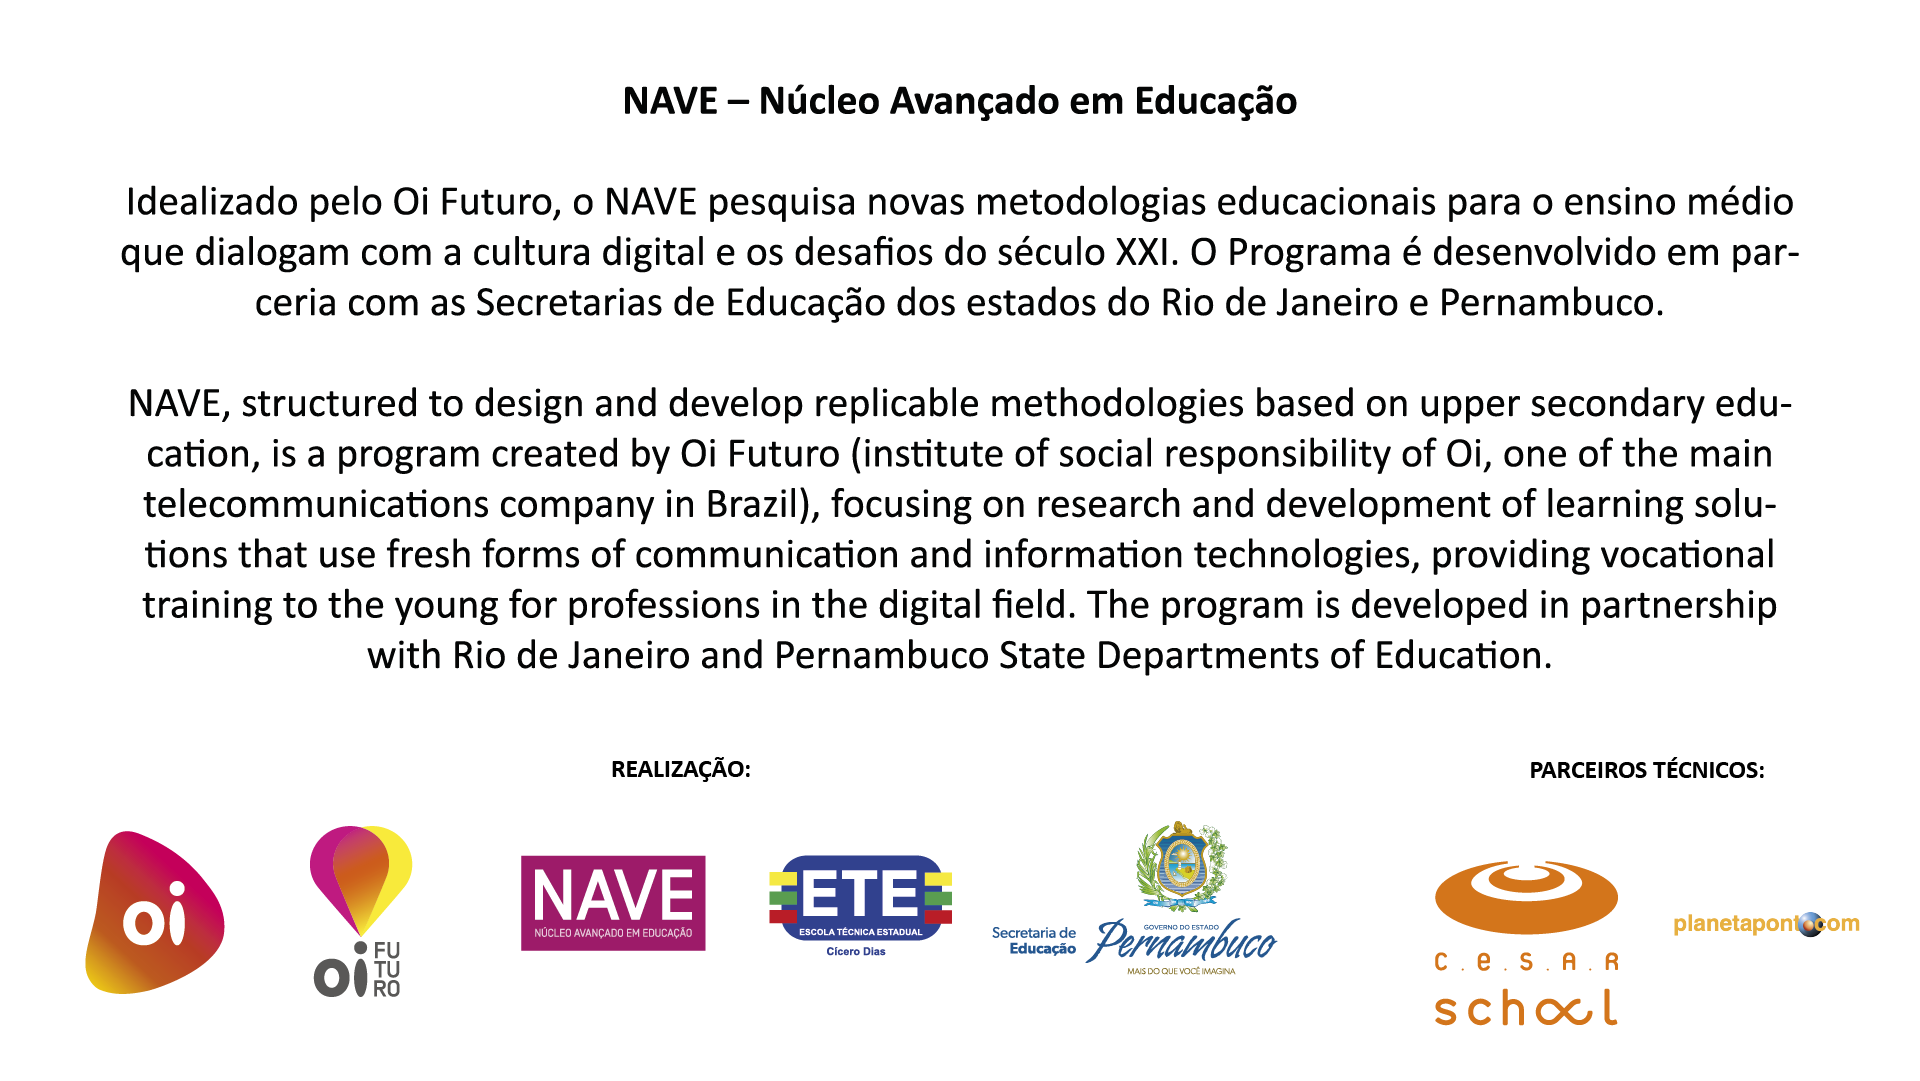 NAVE – Núcleo Avançado em Educação
Idealizado pelo Oi Futuro, o NAVE pesquisa novas metodologias educacionais para o ensino médio
que dialogam com a cultura digital e os desafios do século XXI. O Programa é desenvolvido em par-
ceria com as Secretarias de Educação dos estados do Rio de Janeiro e Pernambuco.
NAVE, structured to design and develop replicable methodologies based on upper secondary edu-
cation, is a program created by Oi Futuro (institute of social responsibility of Oi, one of the main
telecommunications company in Brazil), focusing on research and development of learning solu-
tions that use fresh forms of communication and information technologies, providing vocational
training to the young for professions in the digital field. The program is developed in partnership
with Rio de Janeiro and Pernambuco State Departments of Education.
REALIZAÇÃO:
oi
oi
FU
TU
RO
NAVE
NÚCLEO AVANÇADO EM EDUCAÇÃO
ETE
ESCOLA TÉCNICA ESTADUAL
Cícero Dias
Secretaria de
Educação
GOVERNO DO ESTADO
Pernambuco
MAIS DO QUE VOCÊ IMAGINA
PARCEIROS TÉCNICOS:
C.e.S.A.R
school
planetaponto.com